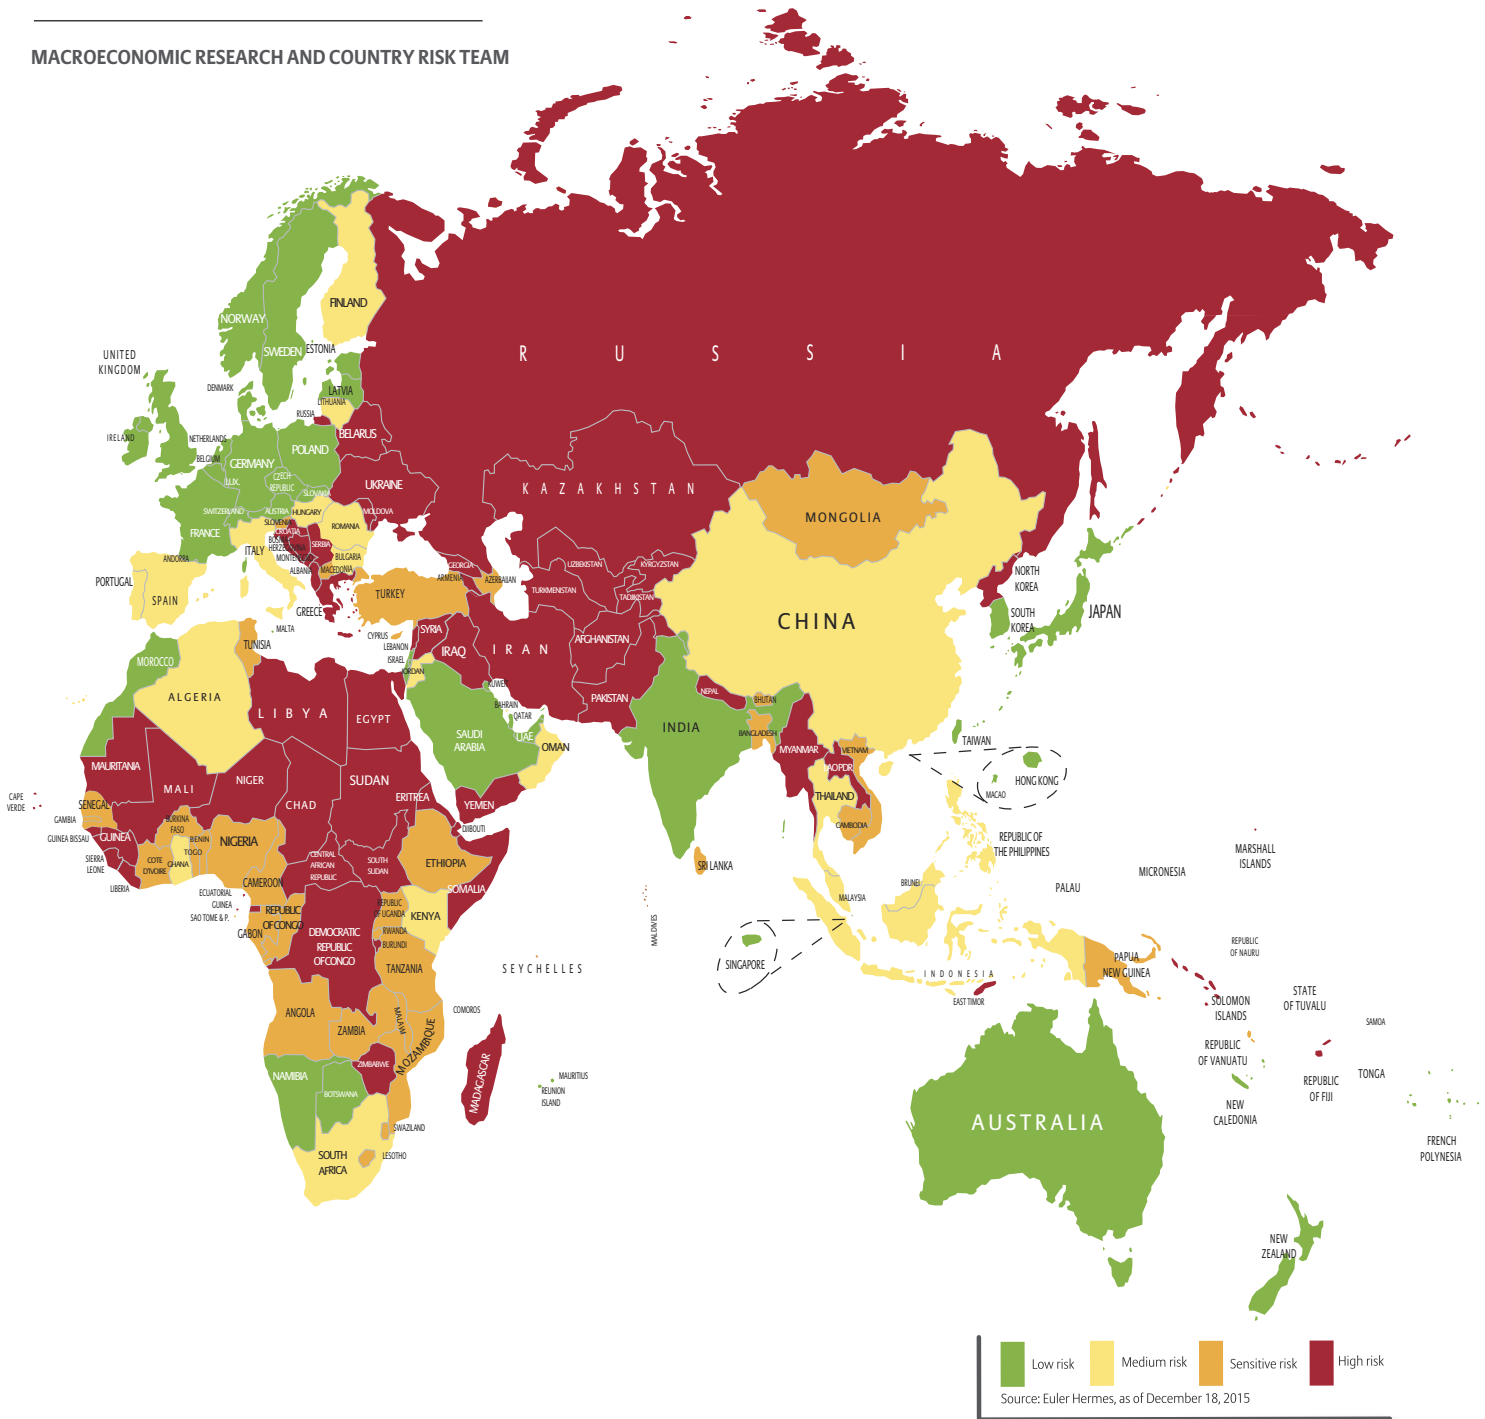 MACROECONOMIC RESEARCH AND COUNTRY RISK TEAM
RUSSIA
FINLAND
NORWAY
SWEDEN
ESTONIA
UNITED
KINGDOM
DENMARK
LATVIA
LITHUANIA
RUSSIA
BELARUS
IRELAND
NETHERLANDS
BELGIUM
GERMANY
POLAND
LUX.
CZECH
REPUBLIC
SLOVAKIA
UKRAINE
KAZAKHSTAN
MONGOLIA
SWITZERLAND
AUSTRIA
HUNGARY
MOLDOVA
SLOVENIA
CROATIA
ROMANIA
FRANCE
BOSNIA
HERZEGOVINA
SERBIA
ITALY
MONTENEGRO
BULGARIA
ANDORRA
ALBANIA
MACEDONIA
PORTUGAL
SPAIN
GREECE
TURKEY
GEORGIA
ARMENIA
AZERBAIJAN
UZBEKISTAN
KYRGYZSTAN
TURKMENISTAN
TADJIKISTAN
NORTH
KOREA
SOUTH
KOREA
JAPAN
CHINA
MALTA
CYPRUS
LEBANON
ISRAEL
SYRIA
JORDAN
IRAQ
IRAN
AFGHANISTAN
TUNISIA
MOROCCO
ALGERIA
LIBYA
EGYPT
KUWEIT
BAHRAIN
QATAR
SAUDI
ARABIA
UAE
OMAN
PAKISTAN
NEPAL
BHUTAN
INDIA
BANGLADESH
MYANMAR
VIETNAM
LAO PDR
TAIWAN
HONG KONG
MACAO
THAILAND
CAMBODIA
MAURITANIA
MALI
NIGER
CHAD
SUDAN
ERITREA
YEMEN
DJIBOUTI
CAPE
VERDE
SENEGAL
GAMBIA
GUINEA BISSAU
GUINEA
SIERRA
LEONE
LIBERIA
BURKINA
FASO
COTE
D'IVOIRE
GHANA
BENIN
TOGO
NIGERIA
CAMEROON
CENTRAL
AFRICAN
REPUBLIC
SOUTH
SUDAN
ETHIOPIA
SOMALIA
SRI LANKA
MALDIVES
REPUBLIC OF
THE PHILIPPINES
MARSHALL
ISLANDS
MICRONESIA
PALAU
BRUNEI
MALAYSIA
SINGAPORE
INDONESIA
EAST TIMOR
PAPUA
NEW GUINEA
REPUBLIC
OF NAURU
STATE
OF TUVALU
SOLOMON
ISLANDS
SAMOA
REPUBLIC
OF VANUATU
REPUBLIC
OF FIJI
TONGA
NEW
CALEDONIA
FRENCH
POLYNESIA
ECUATORIAL
GUINEA
SAO TOME & P.
GABON
REPUBLIC
OF CONGO
DEMOCRATIC
REPUBLIC
OF CONGO
REPUBLIC
OF UGANDA
KENYA
RWANDA
BURUNDI
TANZANIA
SEYCHELLES
COMOROS
ANGOLA
ZAMBIA
MALAWI
MOZAMBIQUE
ZIMBABWE
MADAGASCAR
MAURITIUS
REUNION
ISLAND
NAMIBIA
BOTSWANA
SWAZILAND
SOUTH
AFRICA
LESOTHO
AUSTRALIA
NEW
ZEALAND
Low risk
Medium risk
Sensitive risk
High risk
Source: Euler Hermes, as of December 18, 2015